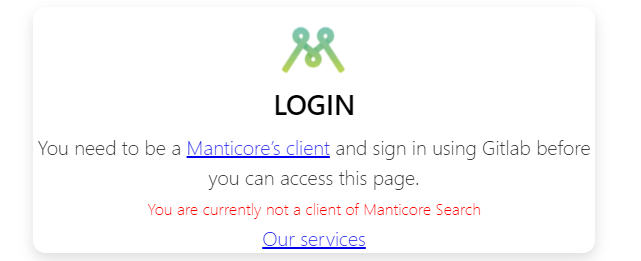 LOGIN
You need to be a Manticore's client and sign in using Gitlab before
you can access this page.
You are currently not a client of Manticore Search
Our services